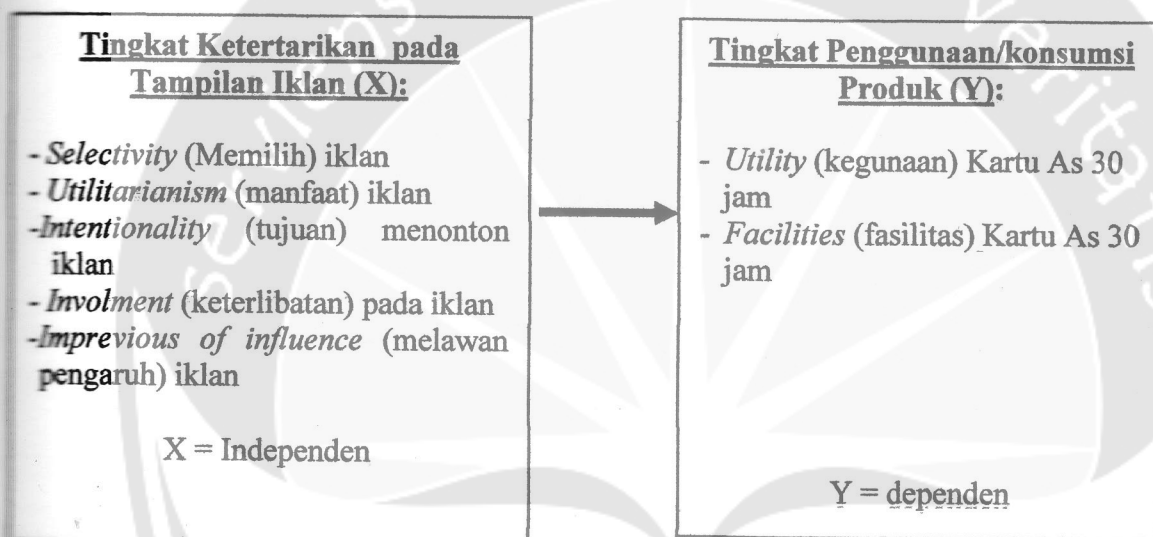 Tingkat Ketertarikan pada
Tampilan Iklan (X):
- Selectivity (Memilih) iklan
- Utilitarianism (manfaat) iklan
-Intentionality (tujuan) menonton
iklan
- Involment (keterlibatan) pada iklan
-Imprevious of influence (melawan
pengaruh) iklan
X = Independen
Tingkat Penggunaan/konsumsi
Produk (Y):
- Utility (kegunaan) Kartu As 30
jam
- Facilities (fasilitas) Kartu As 30
jam
Y = dependen
serviens
veritatis